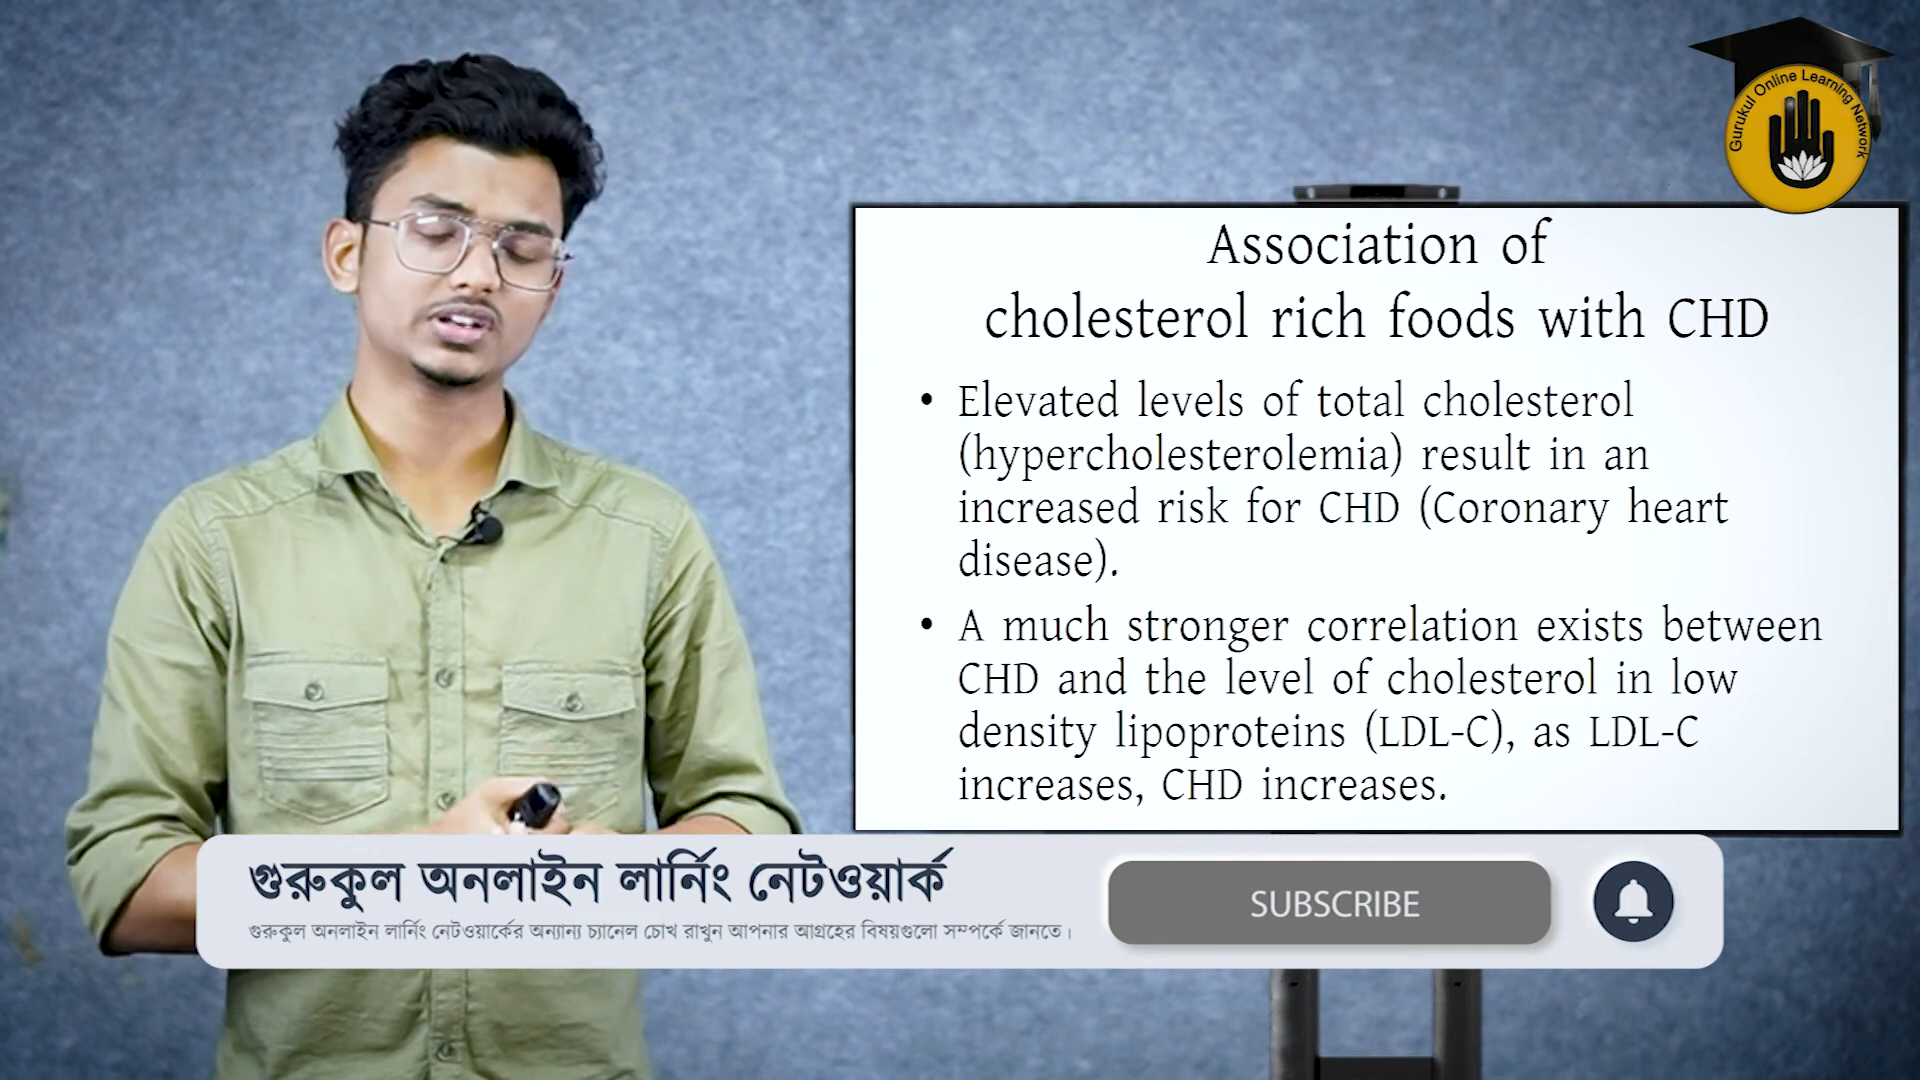 Gurukul Online Learning Network
Association of
cholesterol rich foods with CHD
• Elevated levels of total cholesterol
(hypercholesterolemia) result in an
increased risk for CHD (Coronary heart
disease).
• A much stronger correlation exists between
CHD and the level of cholesterol in low
density lipoproteins (LDL-C), as LDL-C
increases, CHD increases.
গুরুকুল অনলাইন লার্নিং নেটওয়ার্ক
গুরুকুল অনলাইন লার্নিং নেটওয়ার্কের অন্যান্য চ্যানেল চোখ রাখুন আপনার আগ্রহের বিষয়গুলো সম্পর্কে জানতে।
SUBSCRIBE